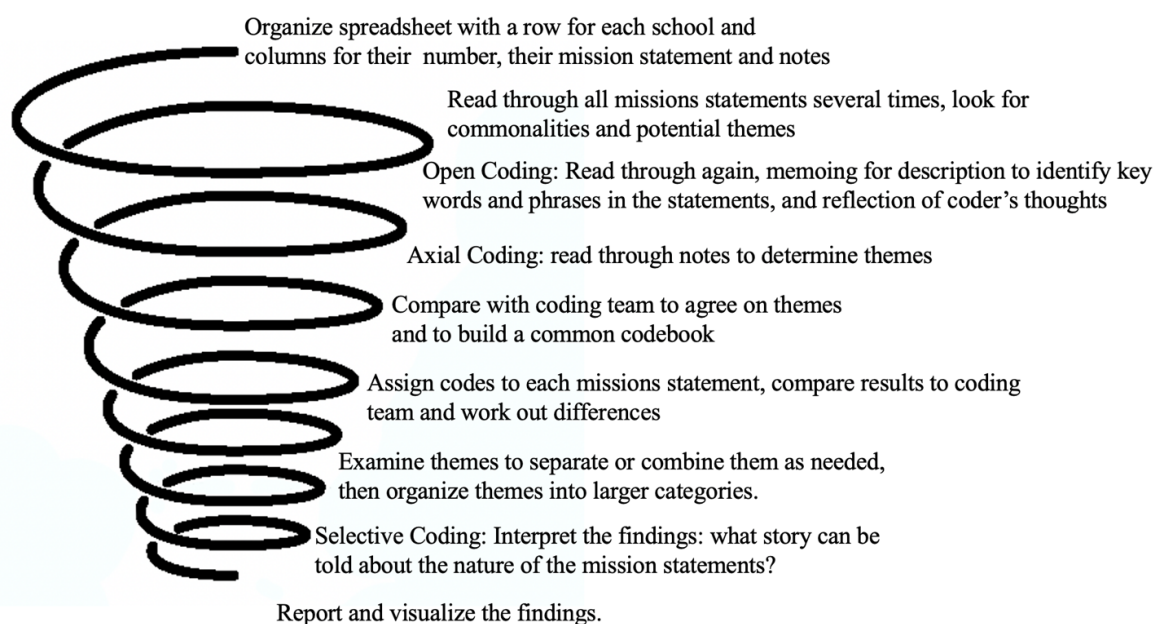 Organize spreadsheet with a row for each school and
columns for their number, their mission statement and notes
Read through all missions statements several times, look for
commonalities and potential themes
Open Coding: Read through again, memoing for description to identify key
words and phrases in the statements, and reflection of coder's thoughts
Axial Coding: read through notes to determine themes
Compare with coding team to agree on themes
and to build a common codebook
Assign codes to each missions statement, compare results to coding
team and work out differences
Examine themes to separate or combine them as needed,
then organize themes into larger categories.
Selective Coding: Interpret the findings: what story can be
told about the nature of the mission statements?
Report and visualize the findings.